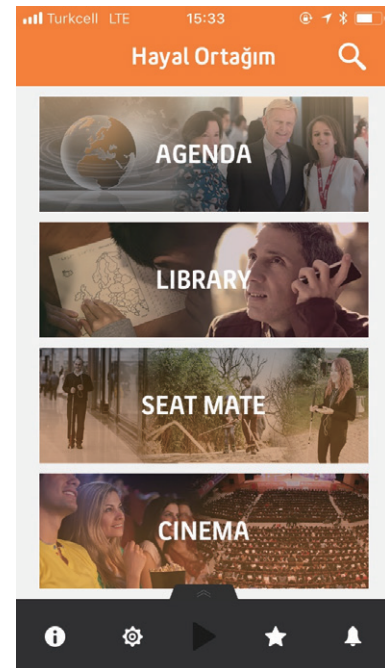 Turkcell LTE 15:33
Hayal Ortağım
AGENDA
LIBRARY
SEAT MATE
CINEMA